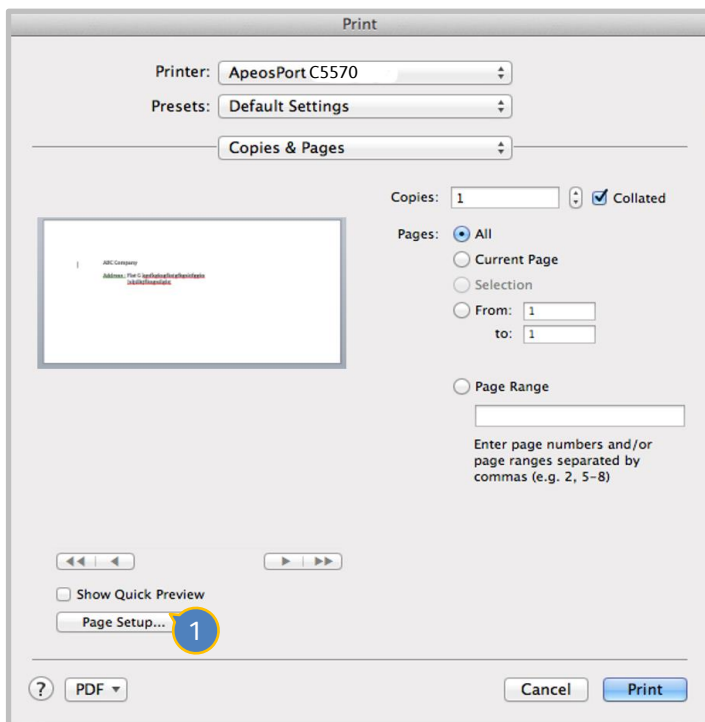 Print
Printer: ApeosPort C5570
Presets: Default Settings
Copies & Pages
Copies: 1 Collated
Pages: All
Current Page
Selection
From: 1
to: 1
Page Range
Enter page numbers and/or
page ranges separated by
commas (e.g. 2, 5-8)
ABC Company
Address: Flat G
Show Quick Preview
Page Setup... 1
? PDF Cancel Print